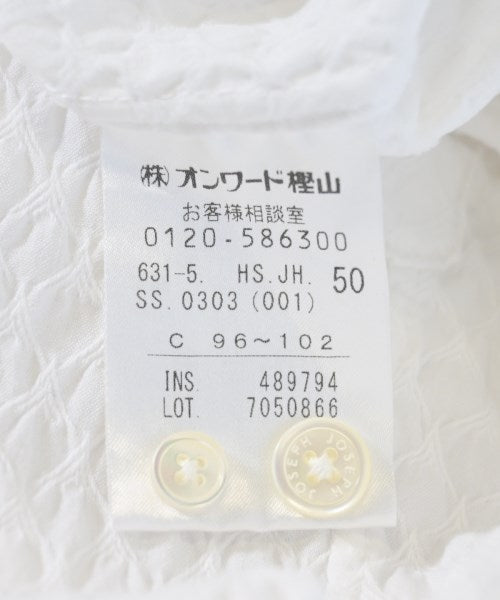 (株)オンワード樫山
お客様相談室
0120-586300
631-5. HS.JH. 50
SS.0303(001)
C 96～102
INS. 489794
LOT. 7050866
JOSEPH JOSEPH